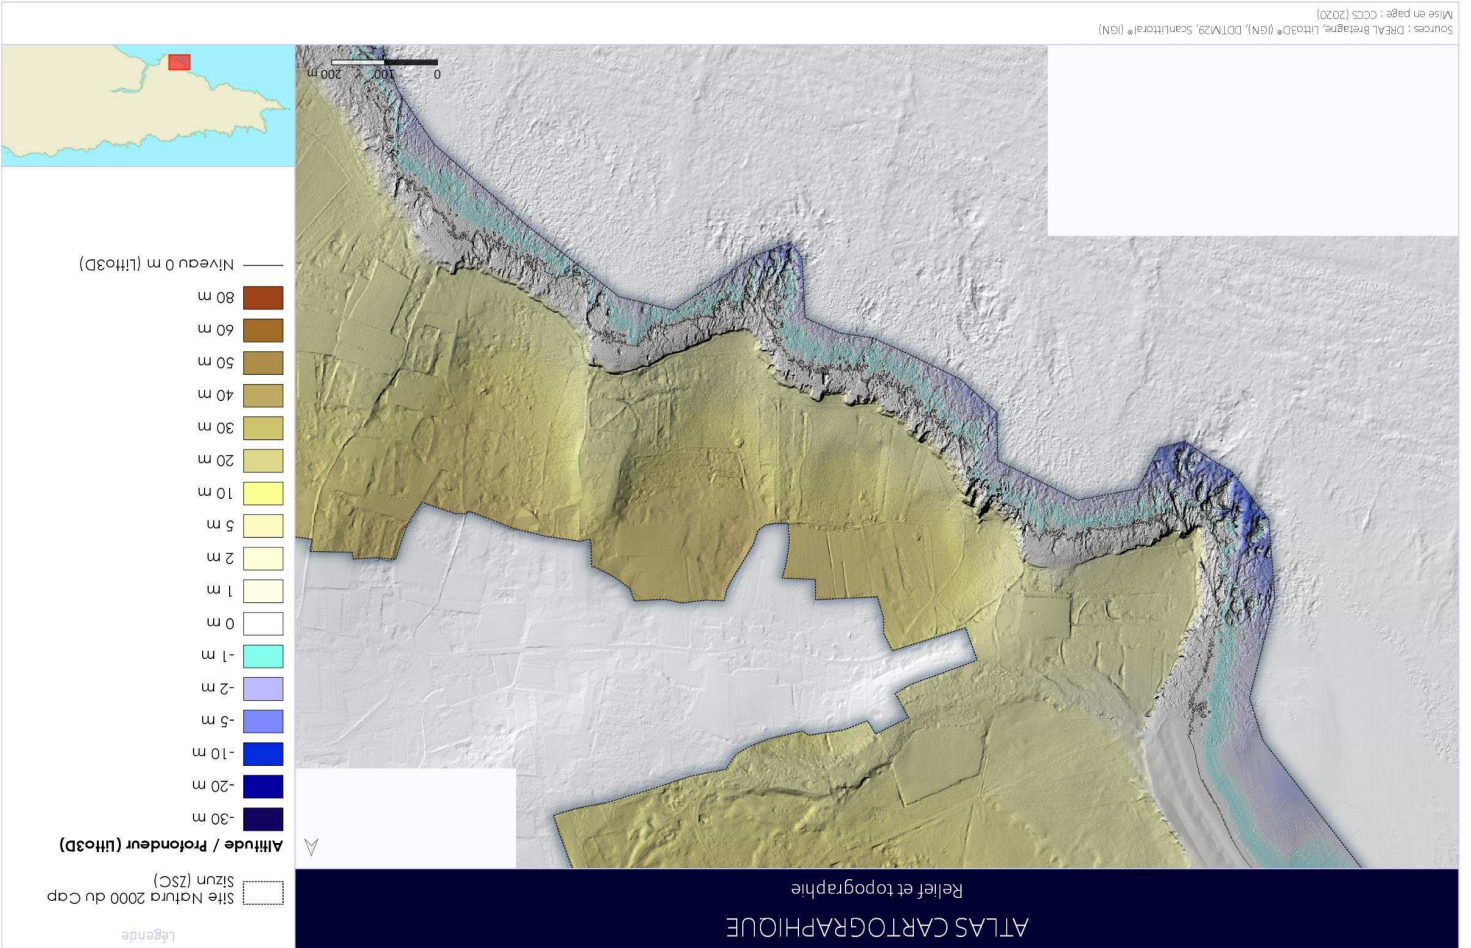 ATLAS CARTOGRAPHIQUE
Relief et topographie
Légende
Site Natura 2000 du Cap
Sizun (ZSC)
Altitude / Profondeur (Litto3D)
-30 m
-20 m
-10 m
-5 m
-2 m
-1 m
0 m
1 m
2 m
5 m
10 m
20 m
30 m
40 m
50 m
60 m
80 m
Niveau 0 m (Litto3D)
0 100 200 m
Sources : DREAL Bretagne, Litto3D® (IGN), DDTM29, ScanLittoral® (IGN)
Mise en page : CCCS (2020)